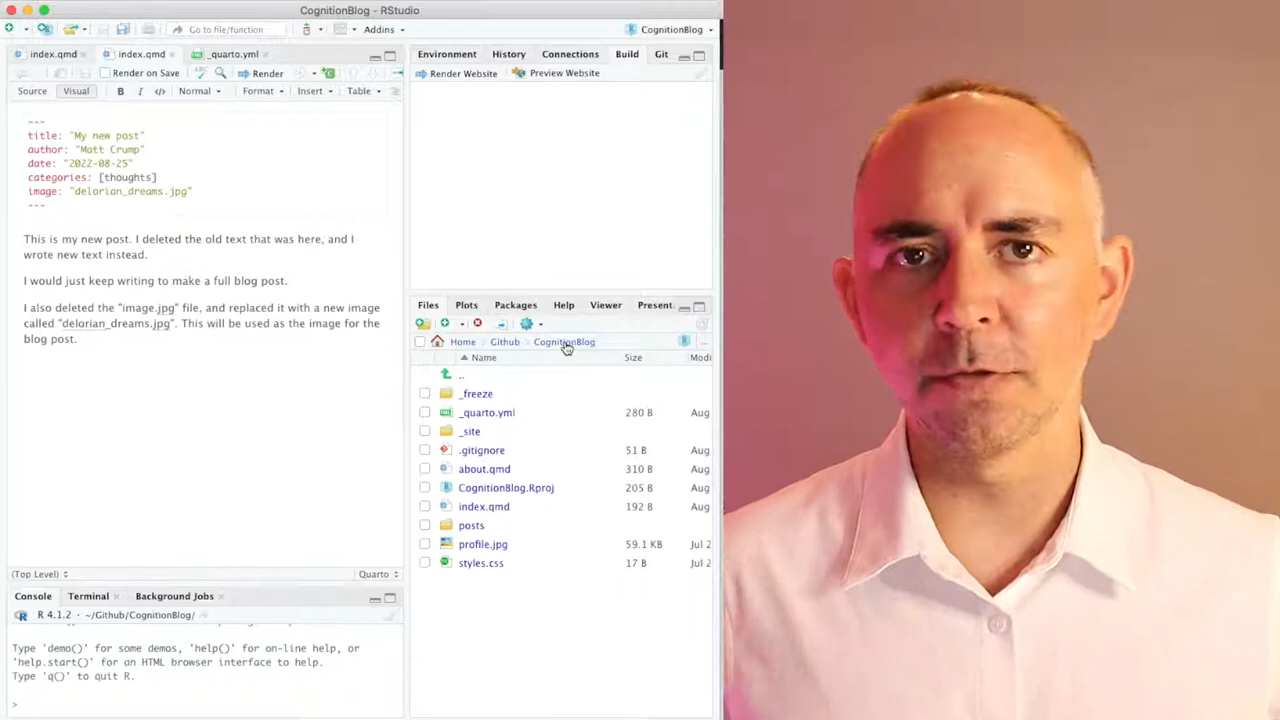 CognitionBlog - RStudio
Go to file/function
Addins
CognitionBlog
index.qmd
index.qmd
_quarto.yml
Render on Save
Render
Source
Visual
B
I
</>
Normal
Format
Insert
Table
---
title: "My new post"
author: "Matt Crump"
date: "2022-08-25"
categories: [thoughts]
image: "delorian_dreams.jpg"
---
This is my new post. I deleted the old text that was here, and I
wrote new text instead.
I would just keep writing to make a full blog post.
I also deleted the "image.jpg" file, and replaced it with a new image
called "delorian_dreams.jpg". This will be used as the image for the
blog post.
(Top Level)
Quarto
Console
Terminal
Background Jobs
R 4.1.2 · ~/Github/CognitionBlog/
Type 'demo()' for some demos, 'help()' for on-line help, or
'help.start()' for an HTML browser interface to help.
Type 'q()' to quit R.
>
Environment
History
Connections
Build
Git
Render Website
Preview Website
Files
Plots
Packages
Help
Viewer
Present
Home
Github
CognitionBlog
...
Name
Size
Modi
..
_freeze
_quarto.yml 280 B Aug
_site
.gitignore 51 B Aug
about.qmd 310 B Aug
CognitionBlog.Rproj 205 B Aug
index.qmd 192 B Aug
posts
profile.jpg 59.1 KB Jul 2
styles.css 17 B Jul 2